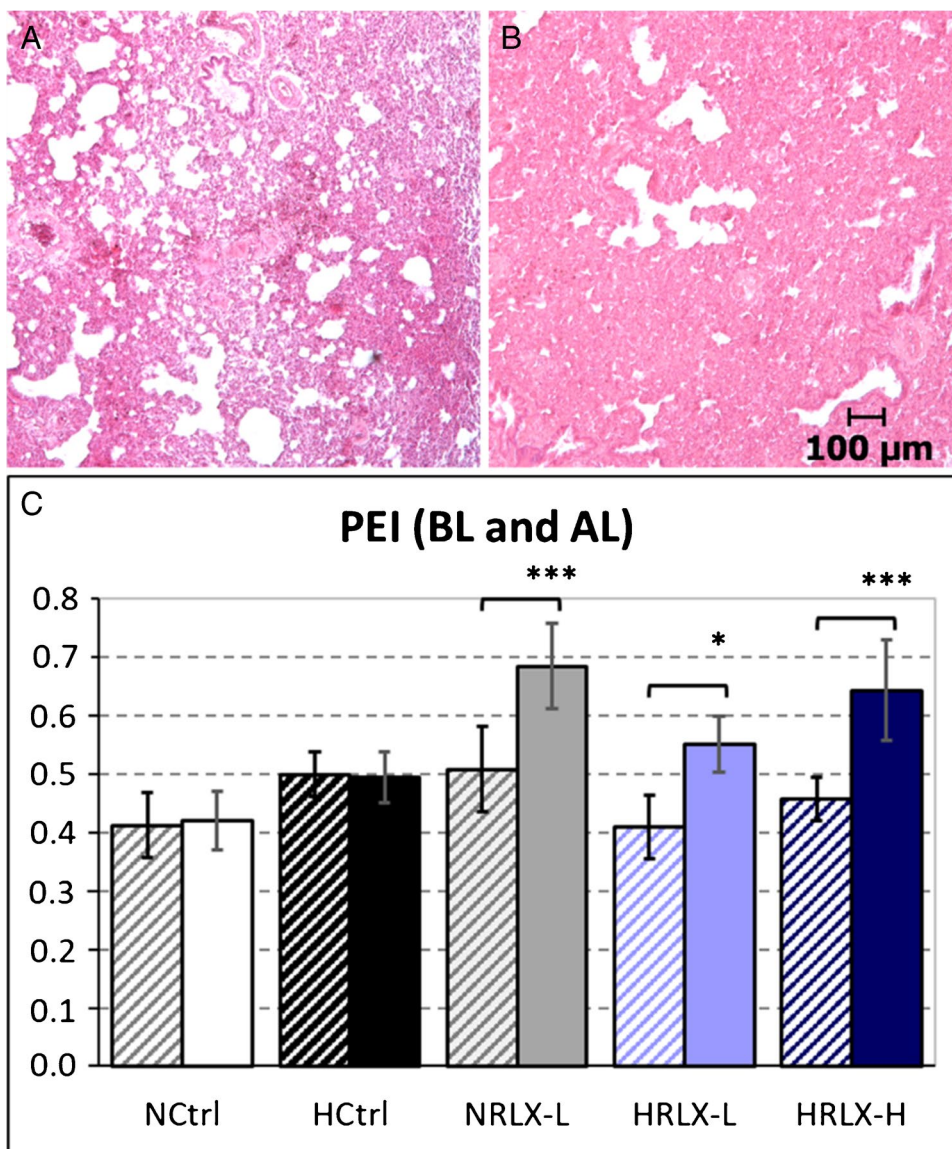 A
B
100 µm
C
PEI (BL and AL)
***
*
***
0.8
0.7
0.6
0.5
0.4
0.3
0.2
0.1
0.0
NCtrl
HCtrl
NRLX-L
HRLX-L
HRLX-H